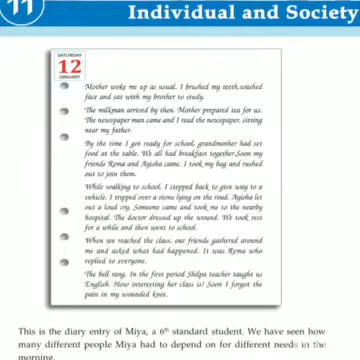 11
Individual and Society
SATURDAY
12
JANUARY
Mother woke me up as usual. I brushed my teeth,washed
face and sat with my brother to study.
The milkman arrived by then. Mother prepared tea for us.
The newspaper man came and I read the newspaper, sitting
near my father.
By the time I got ready for school, grandmother had set
food at the table. We all had breakfast together.Soon my
friends Rema and Ayisha came. I took my bag and rushed
out to join them.
While walking to school, I stepped back to give way to a
vehicle. I tripped over a stone lying on the road. Ayisha let
out a loud cry. Someone came and took me to the nearby
hospital. The doctor dressed up the wound. We took rest
for a while and then went to school.
When we reached the class, our friends gathered around
me and asked what had happened. It was Rema who
replied to everyone.
The bell rang. In the first period Shilpa teacher taught us
English. How interesting her class is! Soon I forgot the
pain in my wounded knee.
This is the diary entry of Miya, a 6th standard student. We have seen how
many different people Miya had to depend on for different needs in the
morning.